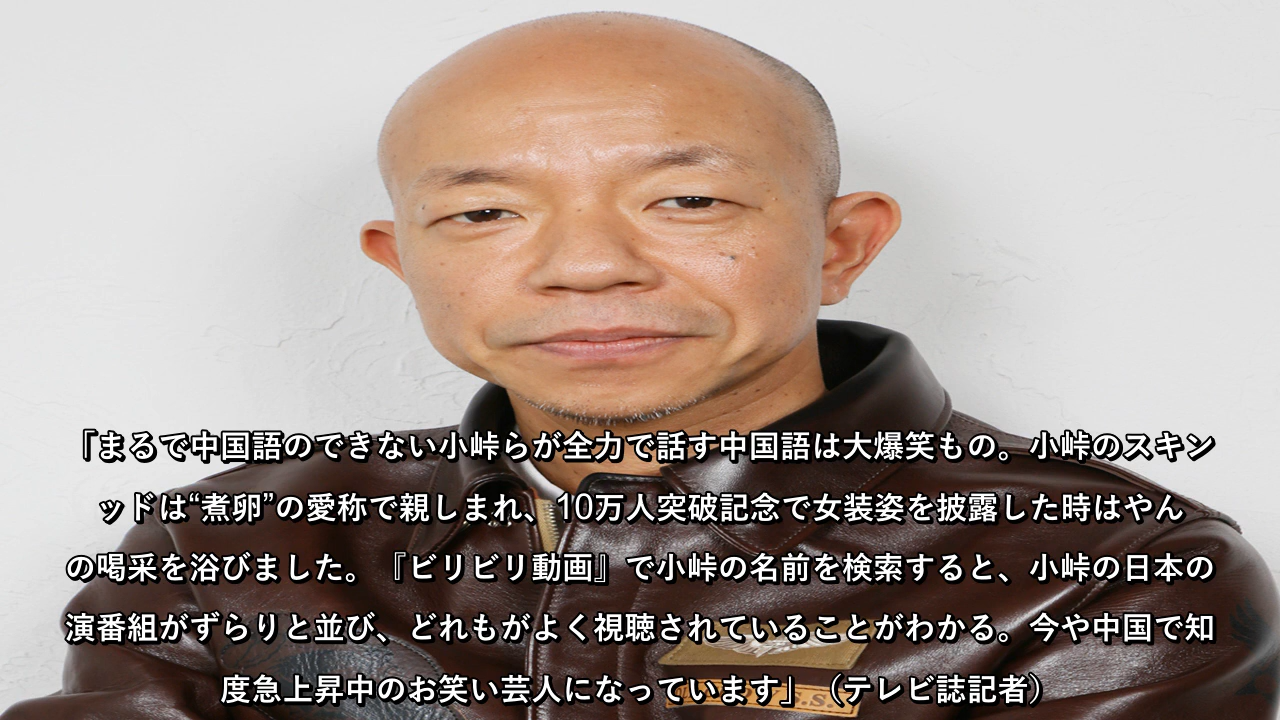 「まるで中国語のできない小峠らが全力で話す中国語は大爆笑もの。小峠のスキン
ッドは“煮卵”の愛称で親しまれ、10万人突破記念で女装姿を披露した時はやん
の喝采を浴びました。『ビリビリ動画』で小峠の名前を検索すると、小峠の日本の
演番組がずらりと並び、どれもがよく視聴されていることがわかる。今や中国で知
度急上昇中のお笑い芸人になっています」（テレビ誌記者）